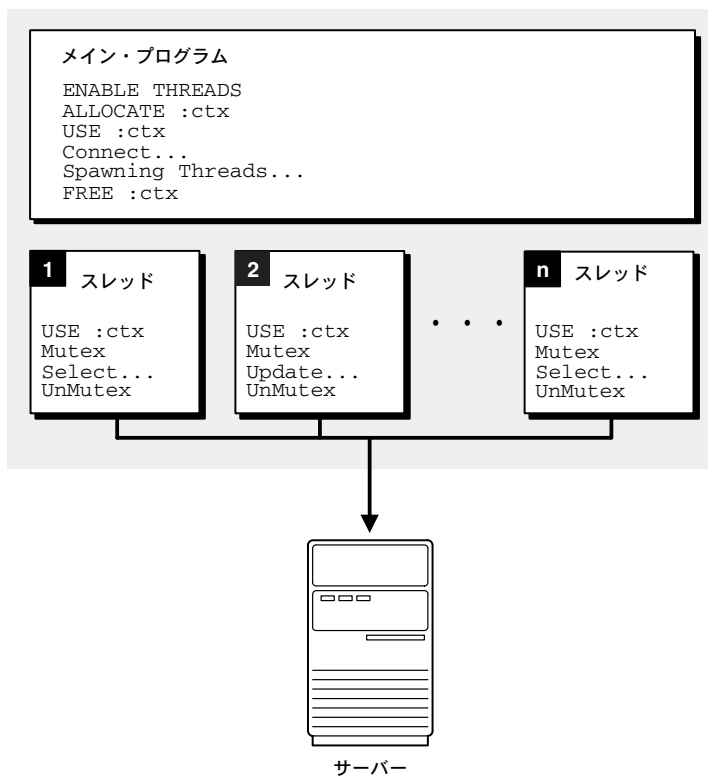 メイン・プログラム
ENABLE THREADS
ALLOCATE :ctx
USE :ctx
Connect...
Spawning Threads...
FREE :ctx
1 スレッド
USE :ctx
Mutex
Select...
UnMutex
2 スレッド
USE :ctx
Mutex
Update...
UnMutex
. . .
n スレッド
USE :ctx
Mutex
Select...
UnMutex
サーバー